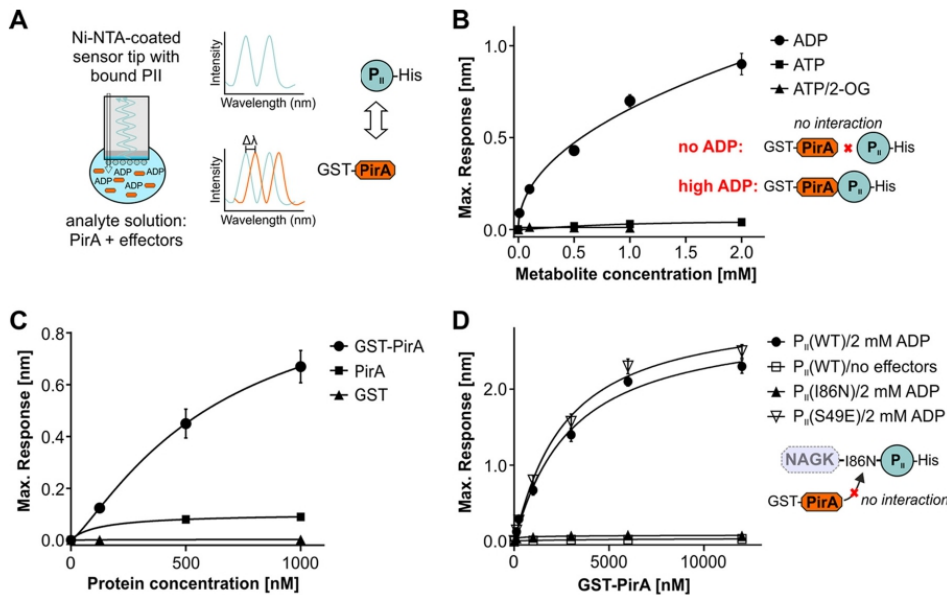 A
Ni-NTA-coated
sensor tip with
bound PII
ADP
ADP
ADP
ADP
ADP
analyte solution:
PirA + effectors
Intensity
Wavelength (nm)
Δλ
Intensity
Wavelength (nm)
PII-His
GST-PirA
B
Max. Response [nm]
1.0
0.5
0.0
0.0 0.5 1.0 1.5 2.0
Metabolite concentration [mM]
ADP
ATP
ATP/2-OG
no interaction
no ADP: GST-PirA x PII-His
high ADP: GST-PirA PII-His
C
Max. Response [nm]
0.8
0.6
0.4
0.2
0.0
0 500 1000
Protein concentration [nM]
GST-PirA
PirA
GST
D
Max. Response [nm]
2.0
1.0
0.0
0 5000 10000
GST-PirA [nM]
PII(WT)/2 mM ADP
PII(WT)/no effectors
PII(I86N)/2 mM ADP
PII(S49E)/2 mM ADP
NAGK-I86N-PII-His
GST-PirA x no interaction